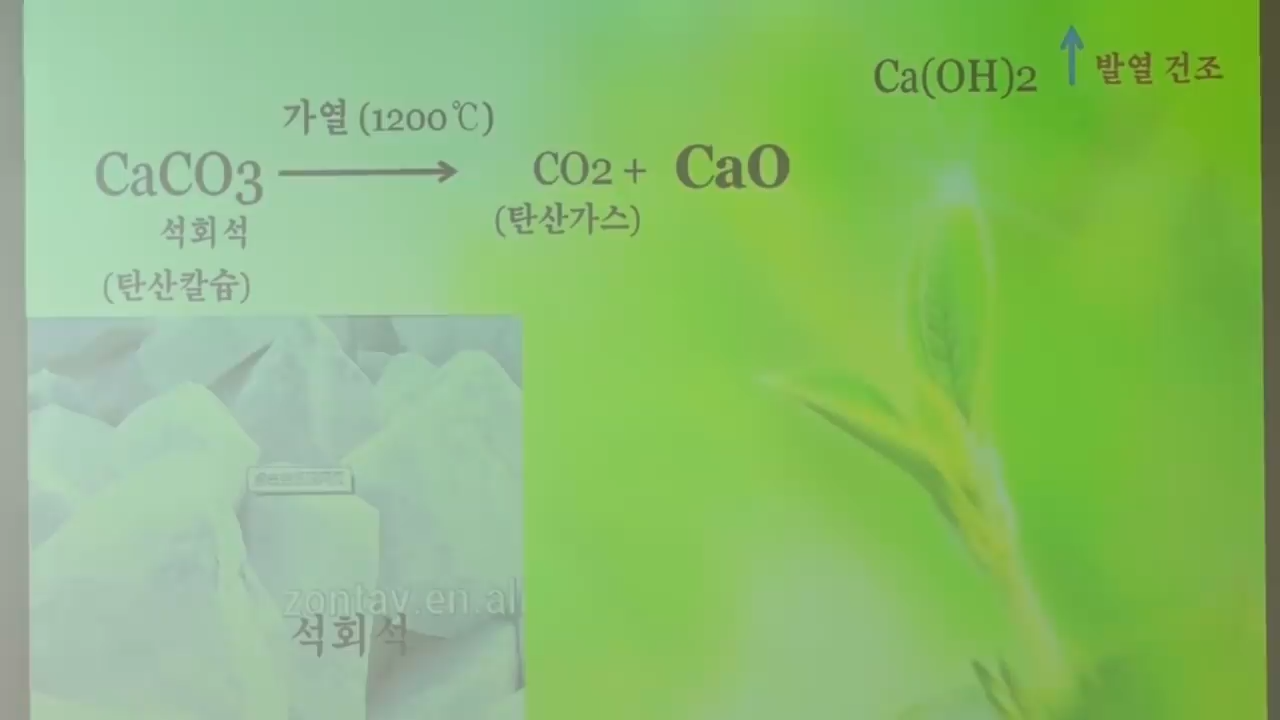 Ca(OH)2 ↑ 발열 건조
가열 (1200℃)
CaCO3 → CO2 + CaO
석회석 (탄산가스)
(탄산칼슘)
zontay.en.al
석회석